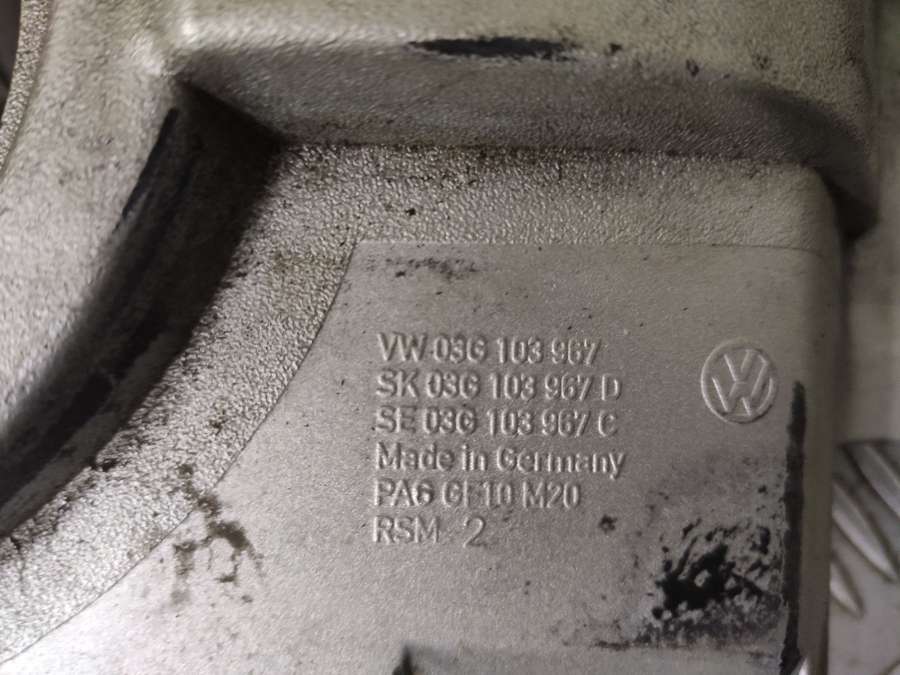 VW 03G 103 967
SK 03G 103 967 D
SE 03G 103 967 C
Made in Germany
PA6 GF10 M20
RSM 2